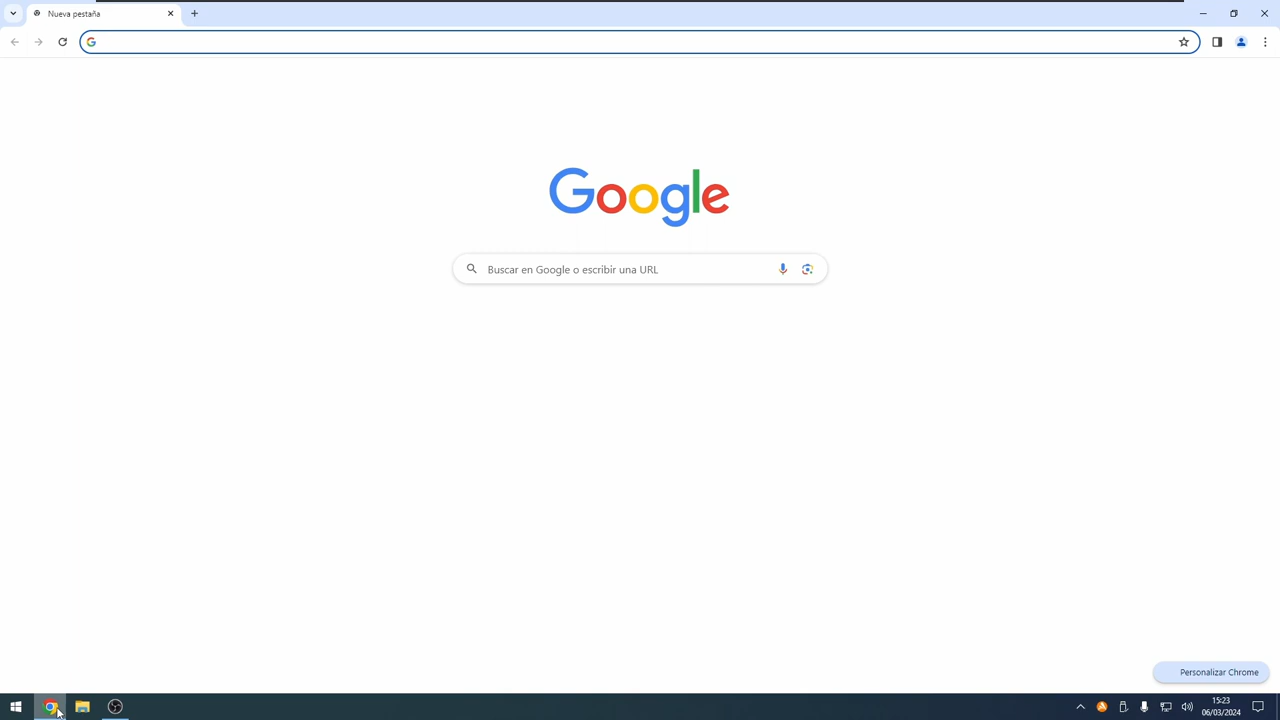 Nueva pestaña
Google
Buscar en Google o escribir una URL
Personalizar Chrome
15:23
06/03/2024